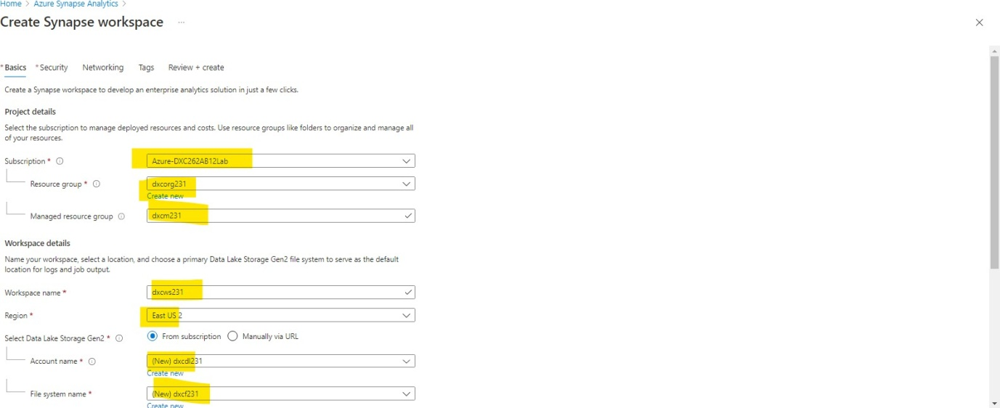 Home > Azure Synapse Analytics >
Create Synapse workspace ...
* Basics * Security Networking Tags Review + create
Create a Synapse workspace to develop an enterprise analytics solution in just a few clicks.
Project details
Select the subscription to manage deployed resources and costs. Use resource groups like folders to organize and manage all
of your resources.
Subscription * Azure-DXC262AB12Lab
Resource group * dxcorg231
Create new
Managed resource group dxcm231
Workspace details
Name your workspace, select a location, and choose a primary Data Lake Storage Gen2 file system to serve as the default
location for logs and job output.
Workspace name * dxcws231
Region * East US 2
Select Data Lake Storage Gen2 * From subscription Manually via URL
Account name * (New) dxcdl231
Create new
File system name * (New) dxcf231
Create new